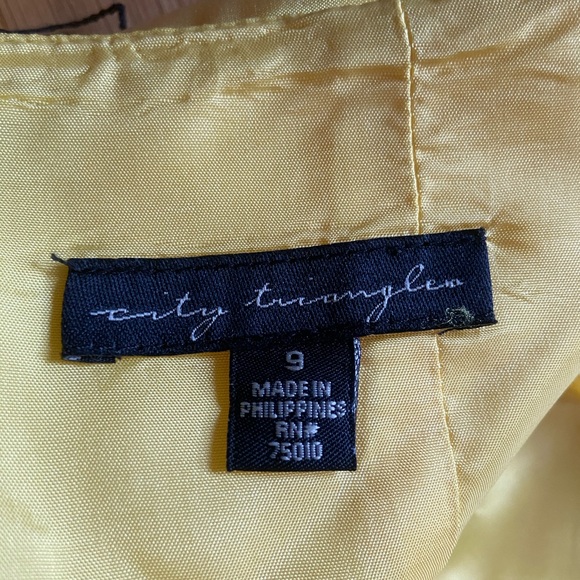 city triangles
9
MADE IN
PHILIPPINES
RN#
75010